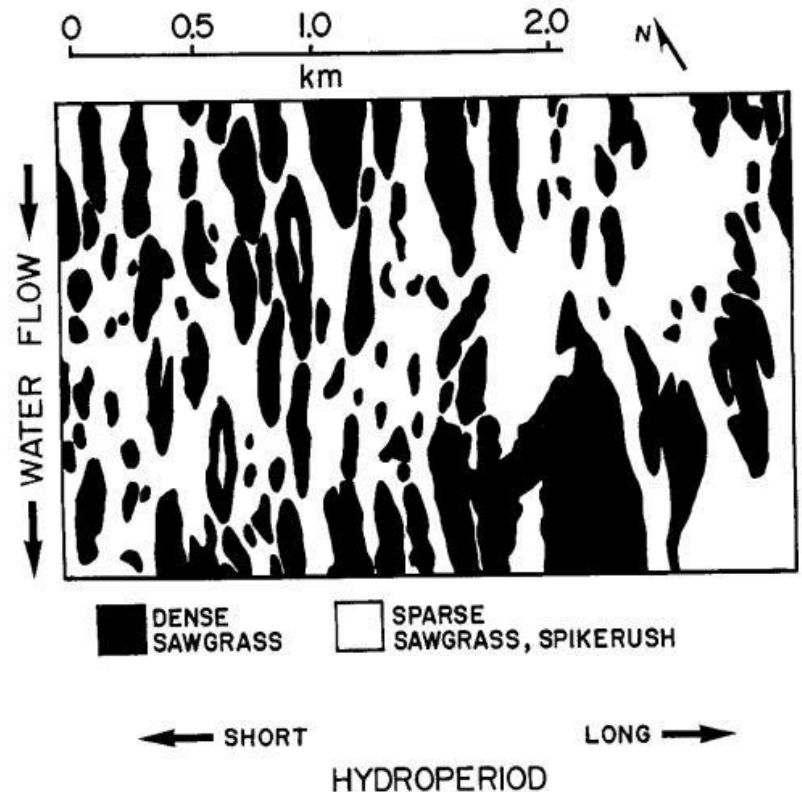 0 0.5 1.0 2.0
km
N
WATER FLOW
DENSE
SAWGRASS
SPARSE
SAWGRASS, SPIKERUSH
SHORT
LONG
HYDROPERIOD